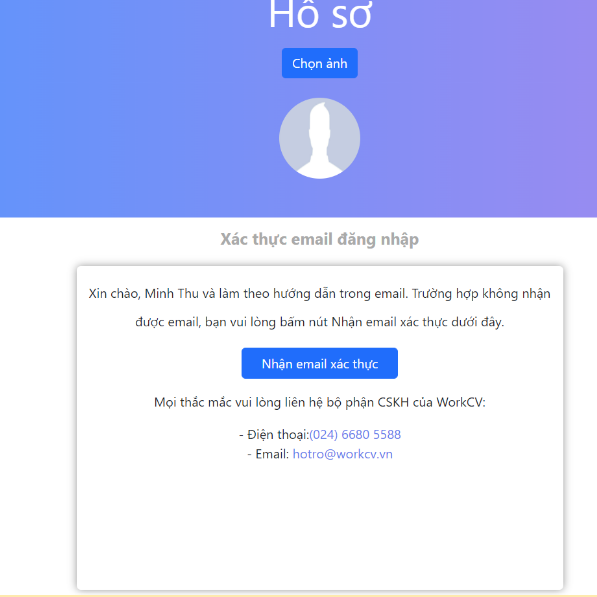 Hồ sơ
Chọn ảnh
Xác thực email đăng nhập
Xin chào, Minh Thu và làm theo hướng dẫn trong email. Trường hợp không nhận
được email, bạn vui lòng bấm nút Nhận email xác thực dưới đây.
Nhận email xác thực
Mọi thắc mắc vui lòng liên hệ bộ phận CSKH của WorkCV:
- Điện thoại:(024) 6680 5588
- Email: hotro@workcv.vn